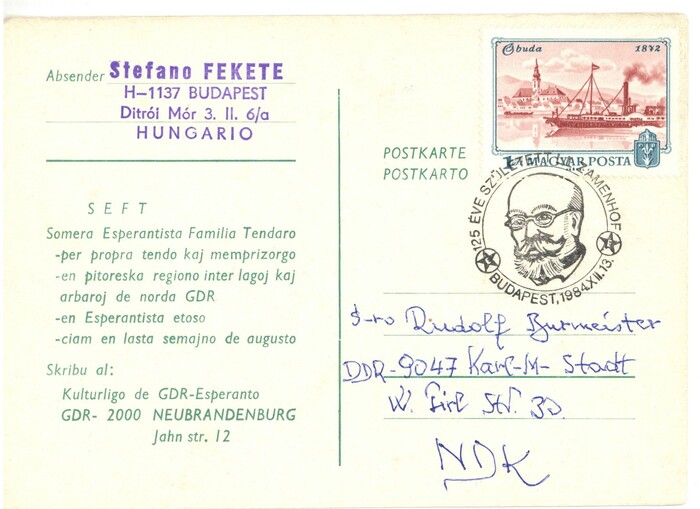 Absender Stefano FEKETE
H-1137 BUDAPEST
Ditrói Mór 3. II. 6/a
HUNGARIO
Óbuda 1872
1 Ft MAGYAR POSTA
POSTKARTE
POSTKARTO
125 ÉVE SZÜLETETT L. ZAMENHOF
BUDAPEST, 1984.XII.13.
SEFT
Somera Esperantista Familia Tendaro
-per propra tendo kaj memprizorgo
-en pitoreska regiono inter lagoj kaj
arbaroj de norda GDR
-en Esperantista etoso
-ciam en lasta semajno de augusto
Skribu al:
Kulturligo de GDR-Esperanto
GDR- 2000 NEUBRANDENBURG
Jahn str. 12
s-ro Rudolf Burmeister
DDR-9047 Karl-M-Stadt
W. Firl Str. 30
NDK